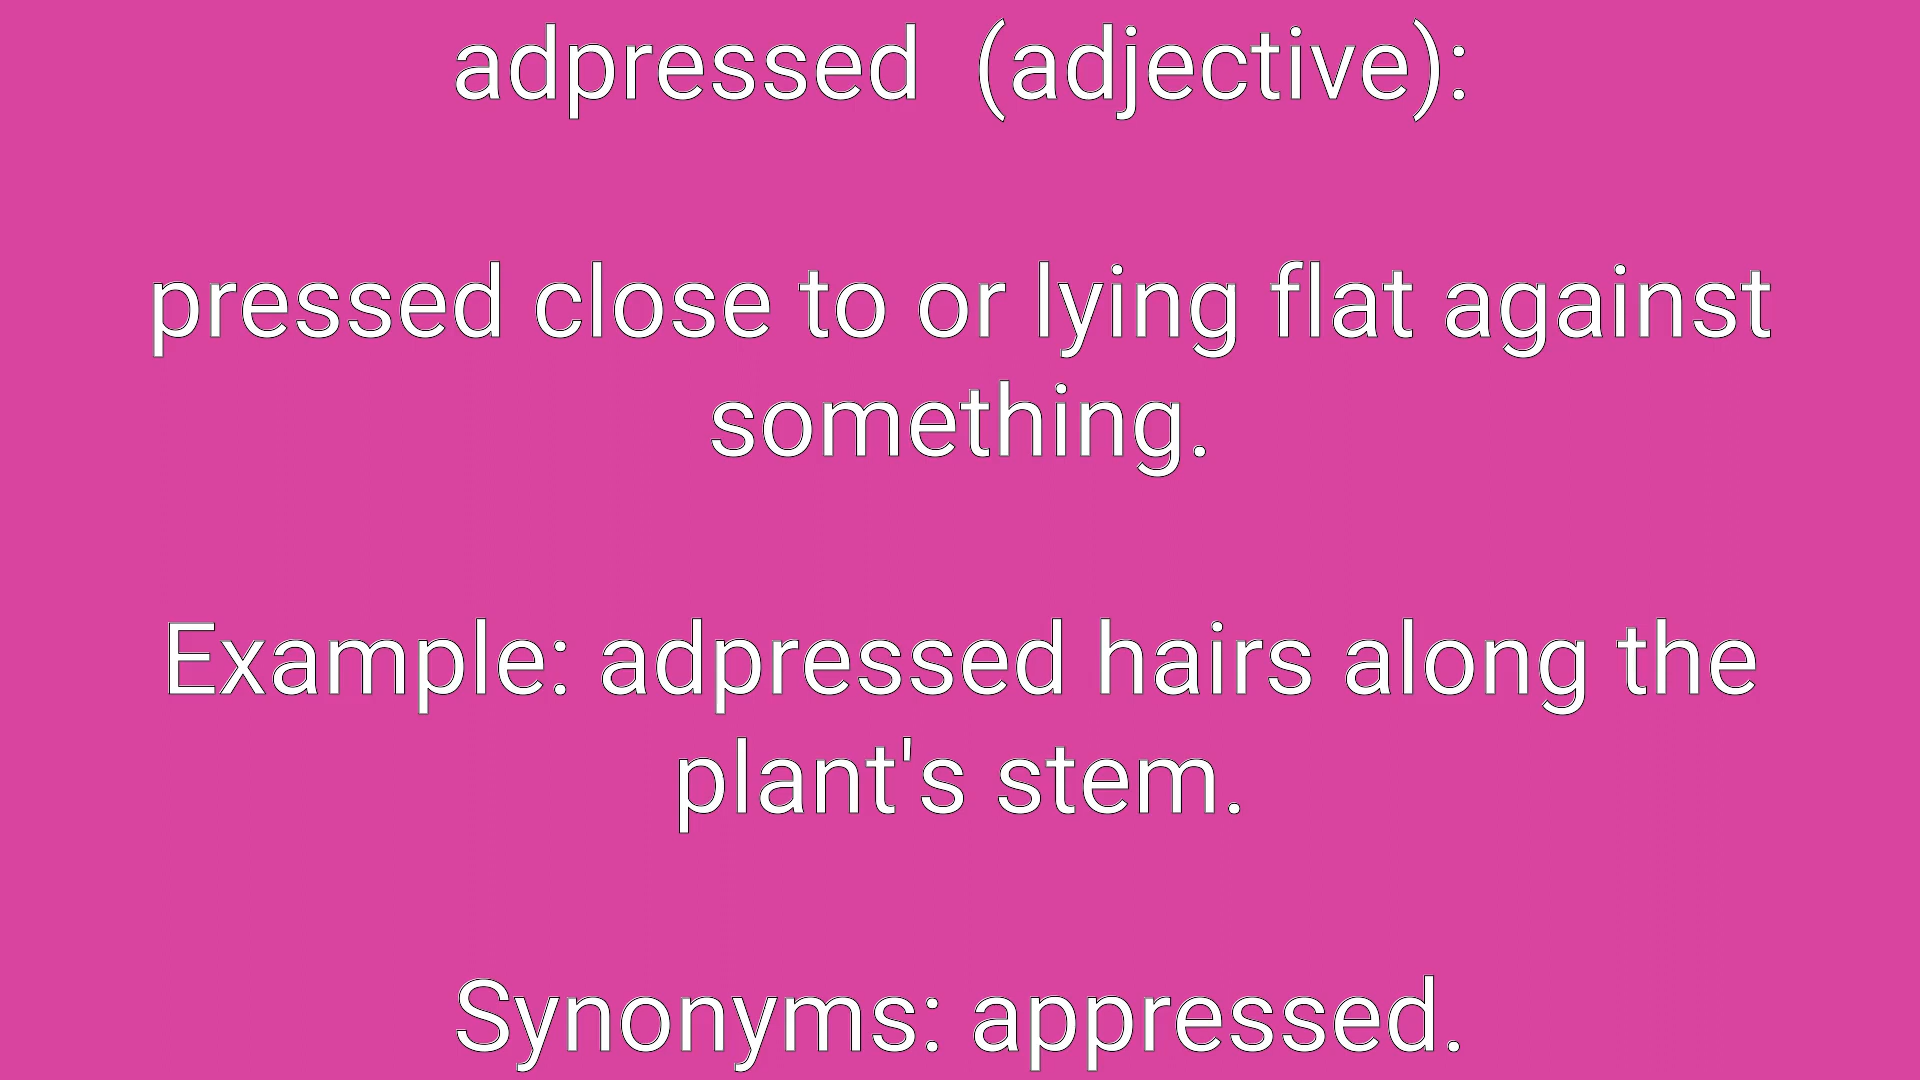 adpressed  (adjective):
pressed close to or lying flat against
something.
Example: adpressed hairs along the
plant's stem.
Synonyms: appressed.